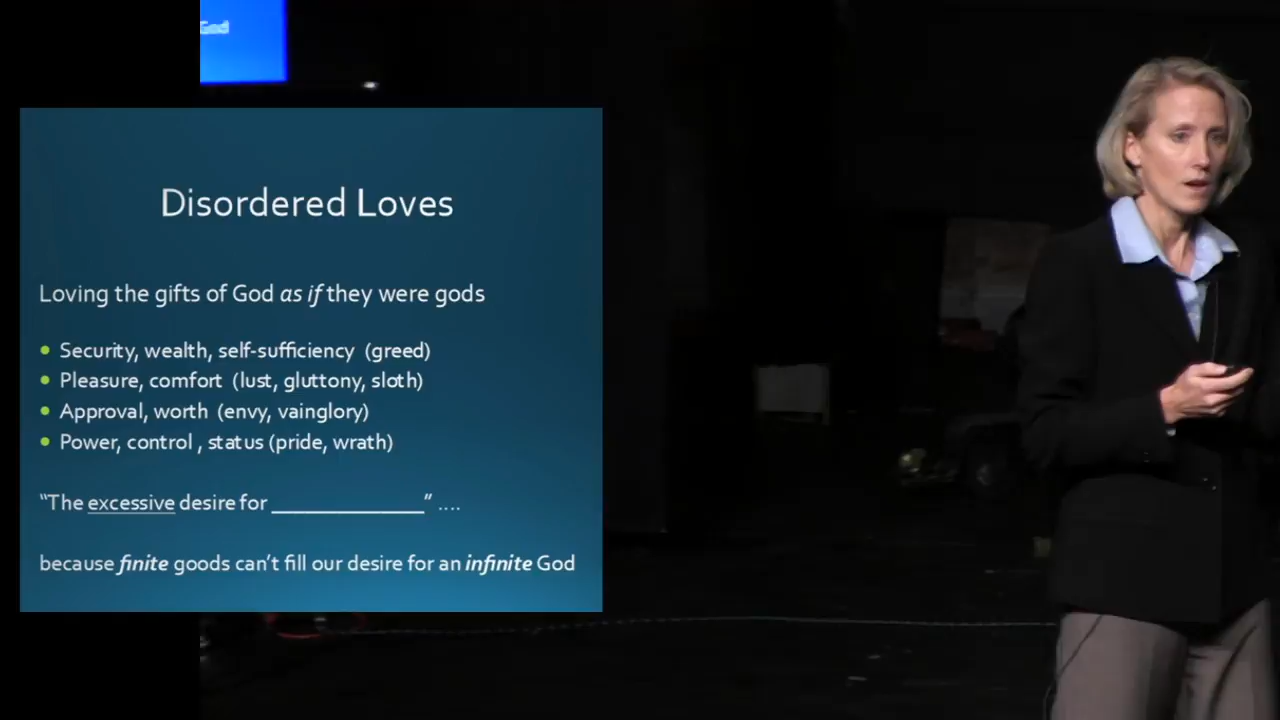 God
Disordered Loves
Loving the gifts of God as if they were gods
Security, wealth, self-sufficiency (greed)
Pleasure, comfort (lust, gluttony, sloth)
Approval, worth (envy, vainglory)
Power, control , status (pride, wrath)
“The excessive desire for ______________” ....
because finite goods can’t fill our desire for an infinite God